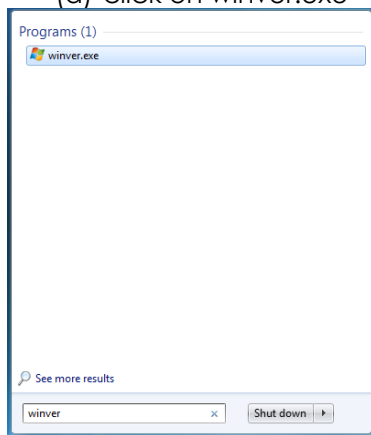 (a) Click on winver.exe
Programs (1)
winver.exe
See more results
winver
Shut down